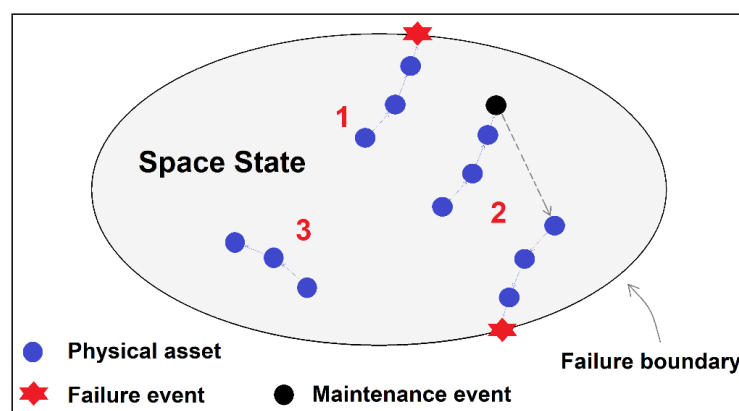 1
Space State
2
3
Physical asset
Failure boundary
Failure event
Maintenance event